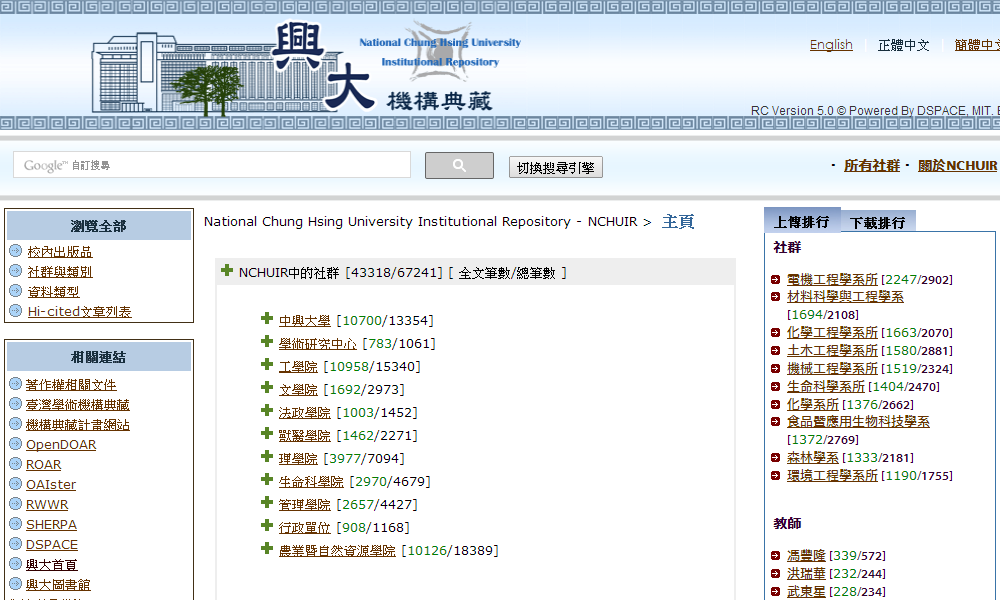 興大
National Chung Hsing University
Institutional Repository
機構典藏
English 正體中文 簡體中文
RC Version 5.0 © Powered By DSPACE, MIT.
Google™ 自訂搜尋
切換搜尋引擎
· 所有社群 · 關於NCHUIR
瀏覽全部
校內出版品
社群與類別
資料類型
Hi-cited文章列表
相關連結
著作權相關文件
臺灣學術機構典藏
機構典藏計畫網站
OpenDOAR
ROAR
OAIster
RWWR
SHERPA
DSPACE
興大首頁
興大圖書館
National Chung Hsing University Institutional Repository - NCHUIR > 主頁
NCHUIR中的社群 [43318/67241] [ 全文筆數/總筆數 ]
中興大學 [10700/13354]
學術研究中心 [783/1061]
工學院 [10958/15340]
文學院 [1692/2973]
法政學院 [1003/1452]
獸醫學院 [1462/2271]
理學院 [3977/7094]
生命科學院 [2970/4679]
管理學院 [2657/4427]
行政單位 [908/1168]
農業暨自然資源學院 [10126/18389]
上傳排行 下載排行
社群
電機工程學系所 [2247/2902]
材料科學與工程學系
[1694/2108]
化學工程學系所 [1663/2070]
土木工程學系所 [1580/2881]
機械工程學系所 [1519/2324]
生命科學系所 [1404/2470]
化學系所 [1376/2662]
食品暨應用生物科技學系
[1372/2769]
森林學系 [1333/2181]
環境工程學系所 [1190/1755]
教師
馮豐隆 [339/572]
洪瑞華 [232/244]
武東星 [228/234]